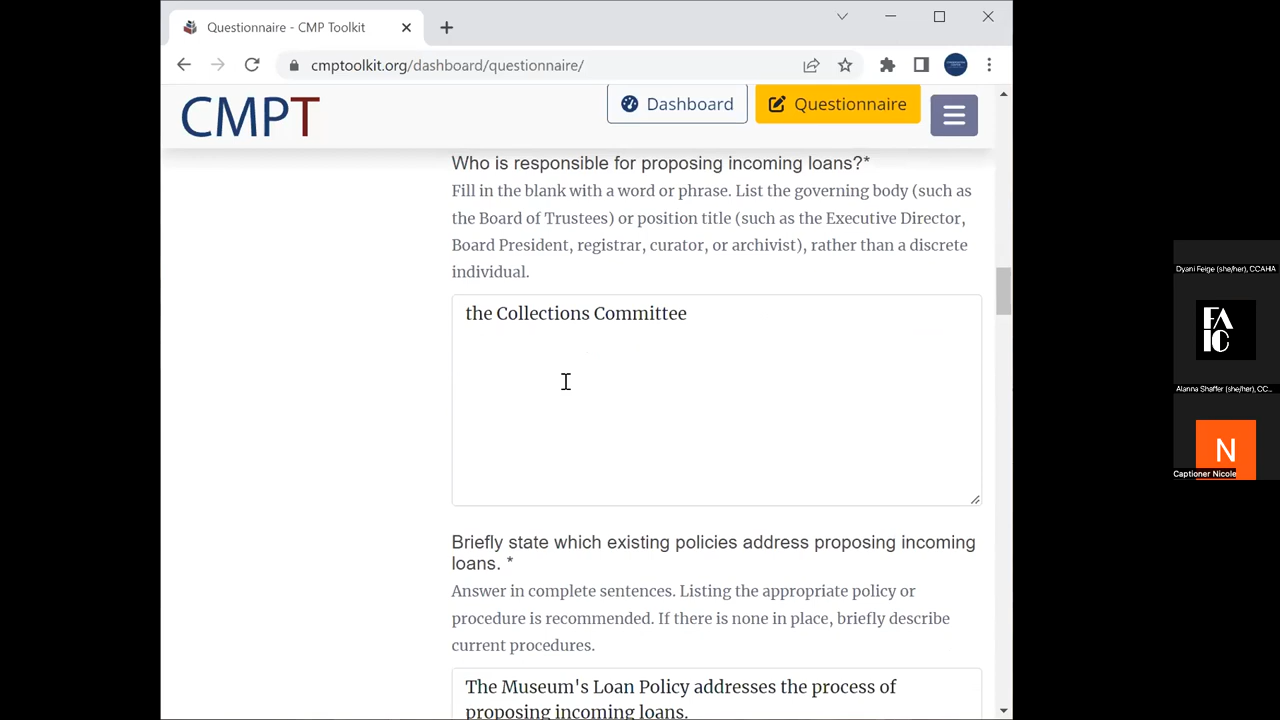 Questionnaire - CMP Toolkit
cmptoolkit.org/dashboard/questionnaire/
CMPT
Dashboard
Questionnaire
Who is responsible for proposing incoming loans?*
Fill in the blank with a word or phrase. List the governing body (such as
the Board of Trustees) or position title (such as the Executive Director,
Board President, registrar, curator, or archivist), rather than a discrete
individual.
the Collections Committee
Briefly state which existing policies address proposing incoming
loans. *
Answer in complete sentences. Listing the appropriate policy or
procedure is recommended. If there is none in place, briefly describe
current procedures.
The Museum's Loan Policy addresses the process of
proposing incoming loans.
Dyani Feige (she/her), CCAHA
FA
IC
Alanna Shaffer (she/her), CC...
N
Captioner Nicole